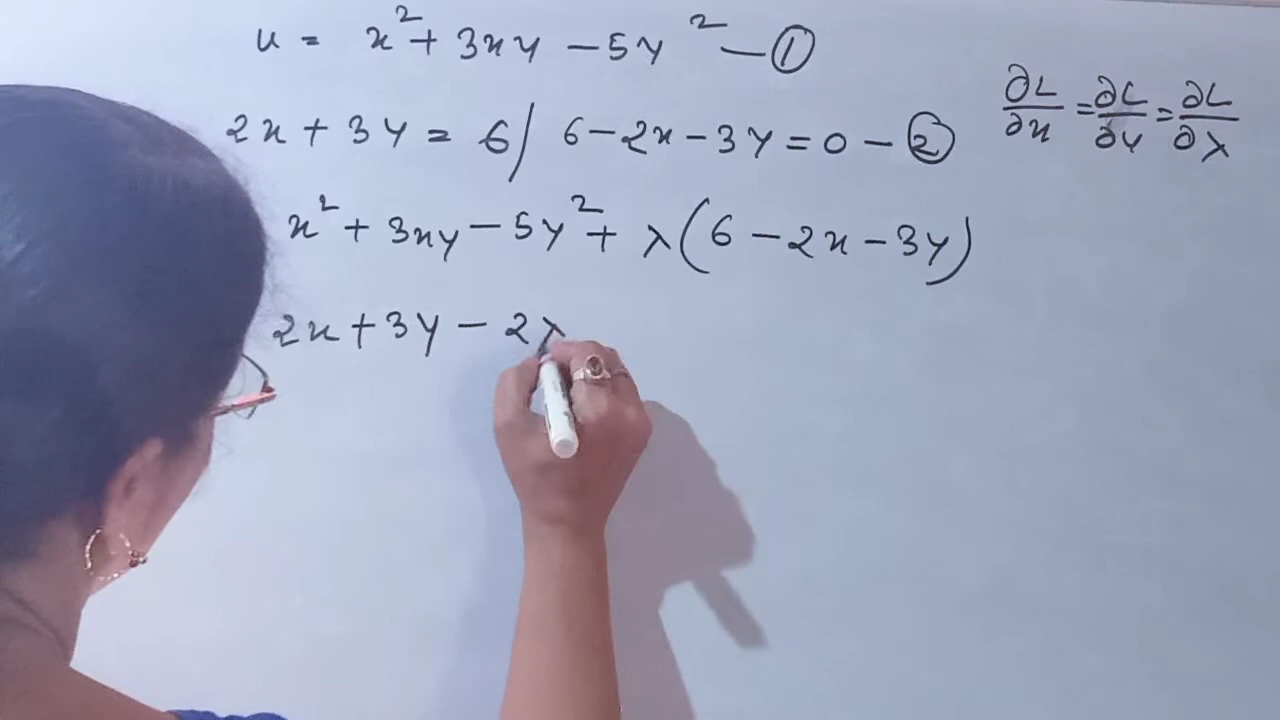 u = x² + 3xy − 5y² — ①
2x + 3y = 6 / 6 − 2x − 3y = 0 − ②
∂L/∂x = ∂L/∂y = ∂L/∂λ
x² + 3xy − 5y² + λ(6 − 2x − 3y)
2x + 3y − 2λ